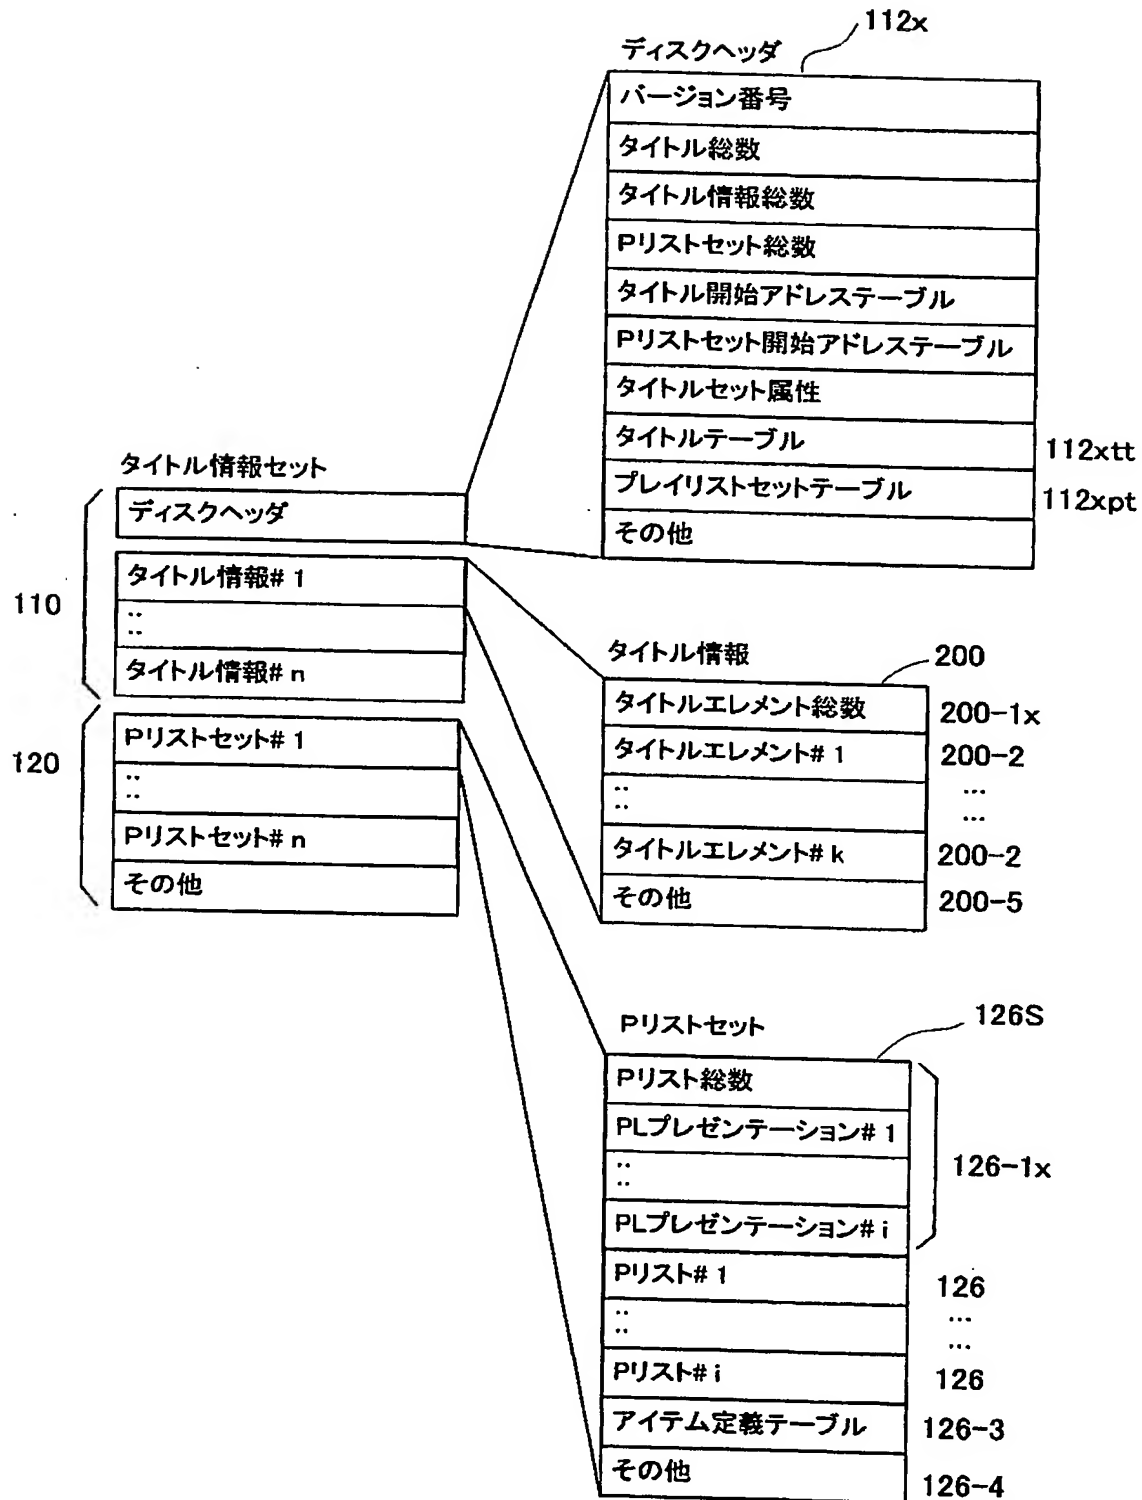 112x
ディスクヘッダ
バージョン番号
タイトル総数
タイトル情報総数
Pリストセット総数
タイトル開始アドレステーブル
Pリストセット開始アドレステーブル
タイトルセット属性
タイトルテーブル 112xtt
プレイリストセットテーブル 112xpt
その他
タイトル情報セット
ディスクヘッダ
110
タイトル情報#1
::
タイトル情報#n
120
Pリストセット#1
::
Pリストセット#n
その他
タイトル情報 200
タイトルエレメント総数 200-1x
タイトルエレメント#1 200-2
:: ...
...
タイトルエレメント#k 200-2
その他 200-5
Pリストセット 126S
Pリスト総数
PLプレゼンテーション#1
:: 126-1x
PLプレゼンテーション#i
Pリスト#1 126
:: ...
...
Pリスト#i 126
アイテム定義テーブル 126-3
その他 126-4